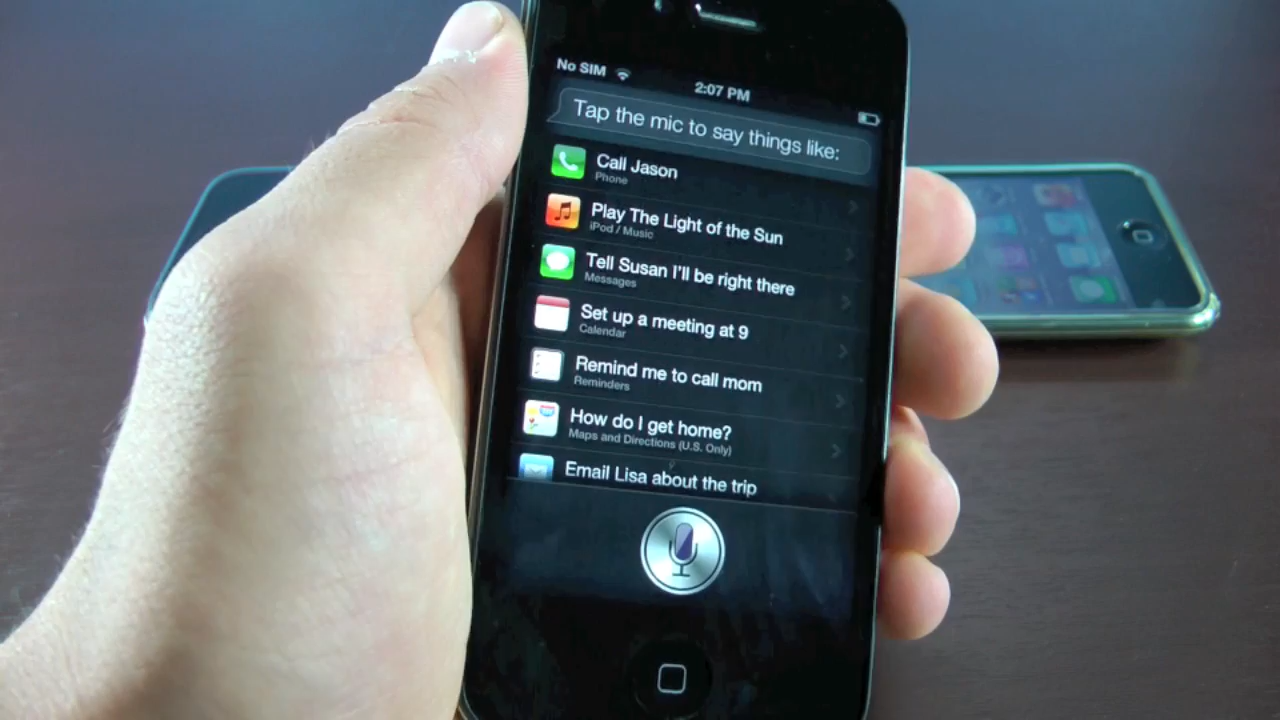 No SIM
2:07 PM
Tap the mic to say things like:
Call Jason
Phone
Play The Light of the Sun
iPod / Music
Tell Susan I'll be right there
Messages
Set up a meeting at 9
Calendar
Remind me to call mom
Reminders
How do I get home?
Maps and Directions (U.S. Only)
Email Lisa about the trip